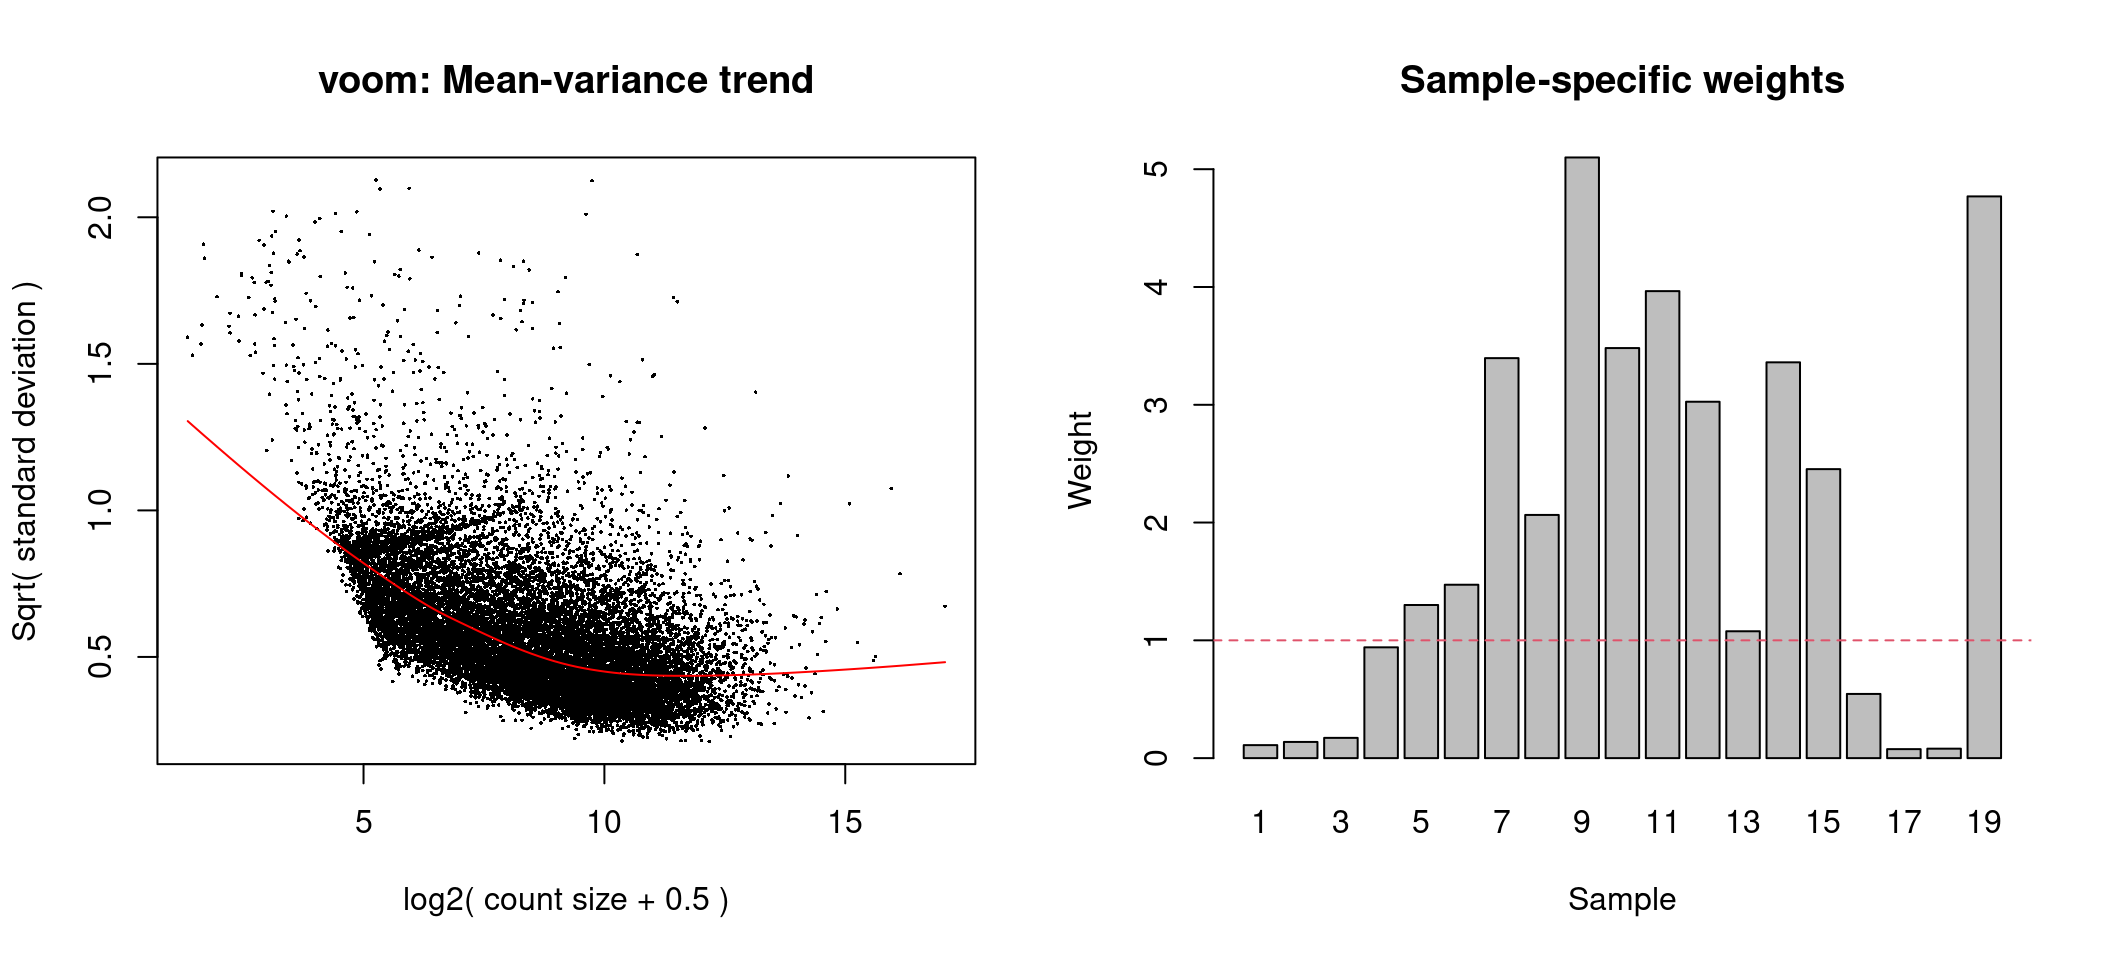 voom: Mean-variance trend
Sqrt( standard deviation )
2.0
1.5
1.0
0.5
5 10 15
log2( count size + 0.5 )
Sample-specific weights
Weight
5
4
3
2
1
0
1 3 5 7 9 11 13 15 17 19
Sample